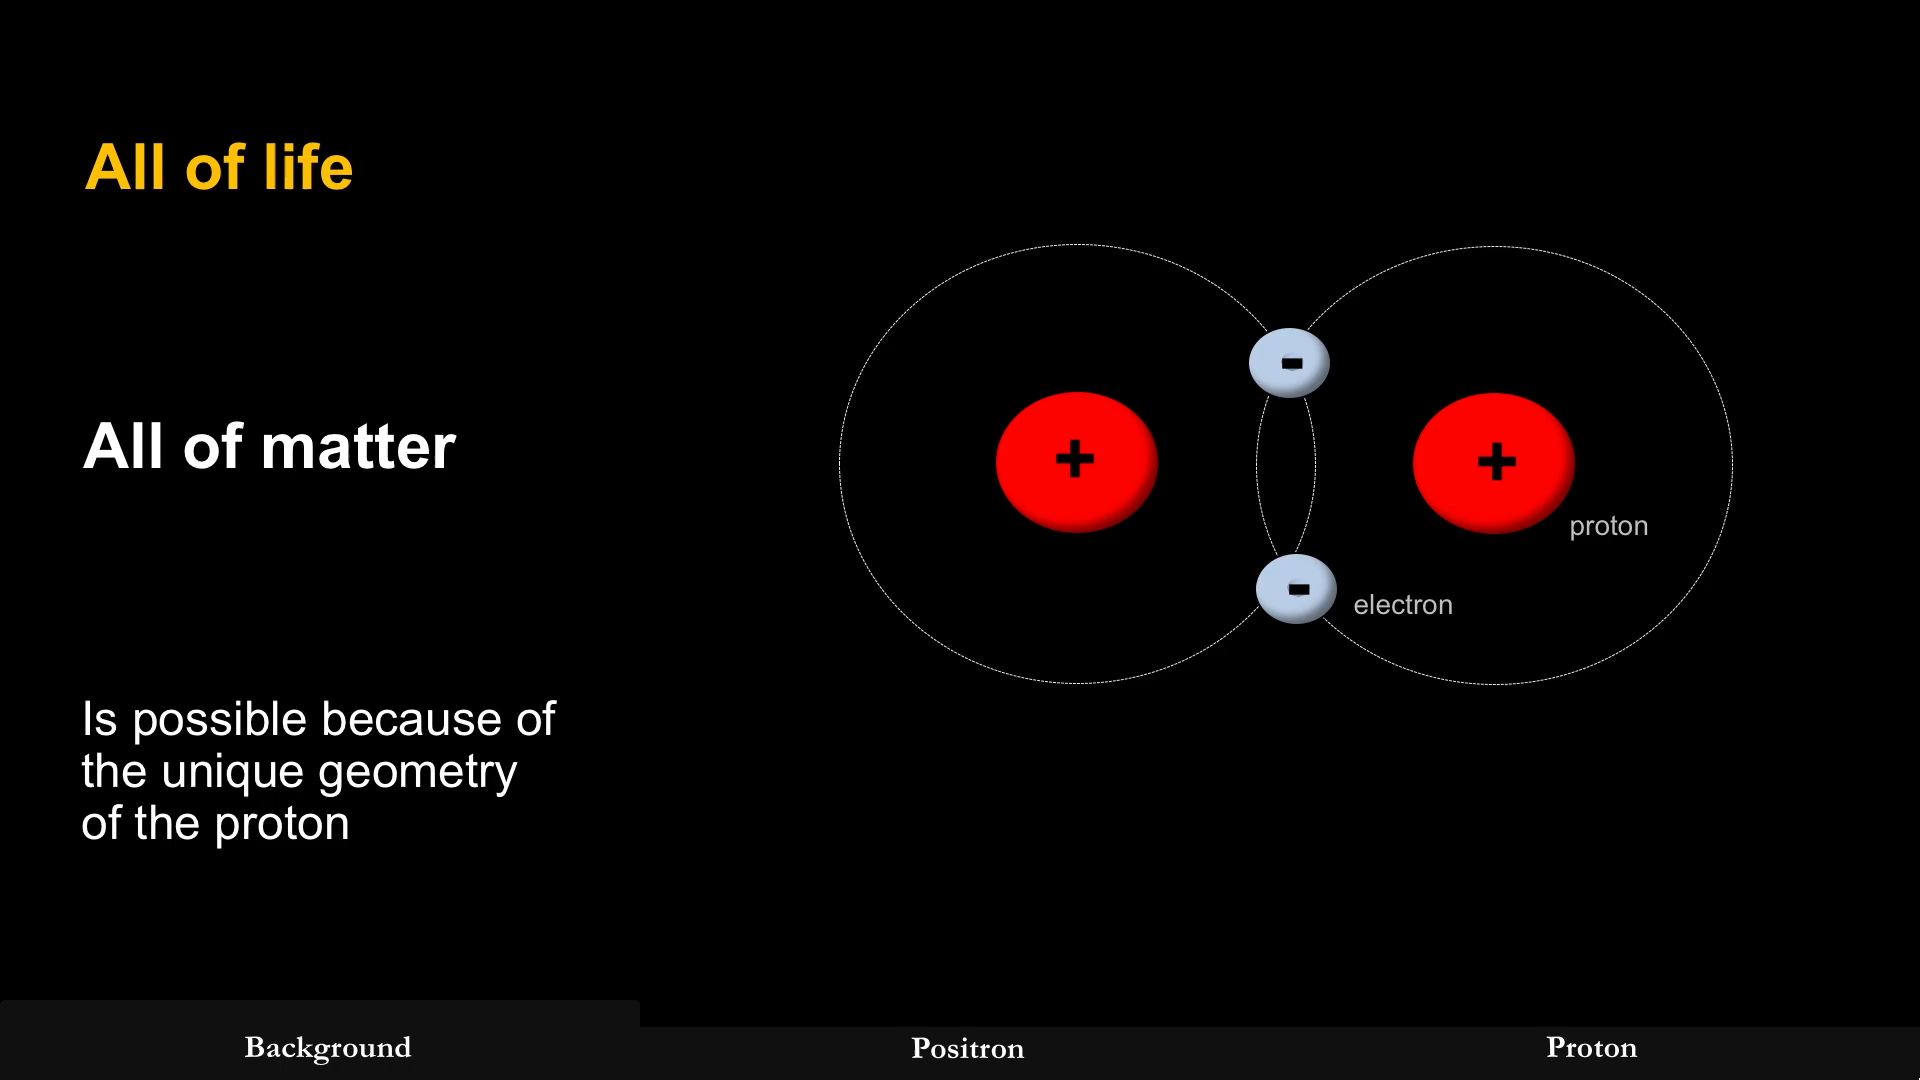 All of life
All of matter
Is possible because of
the unique geometry
of the proton
-
+
+
proton
-
electron
Background
Positron
Proton